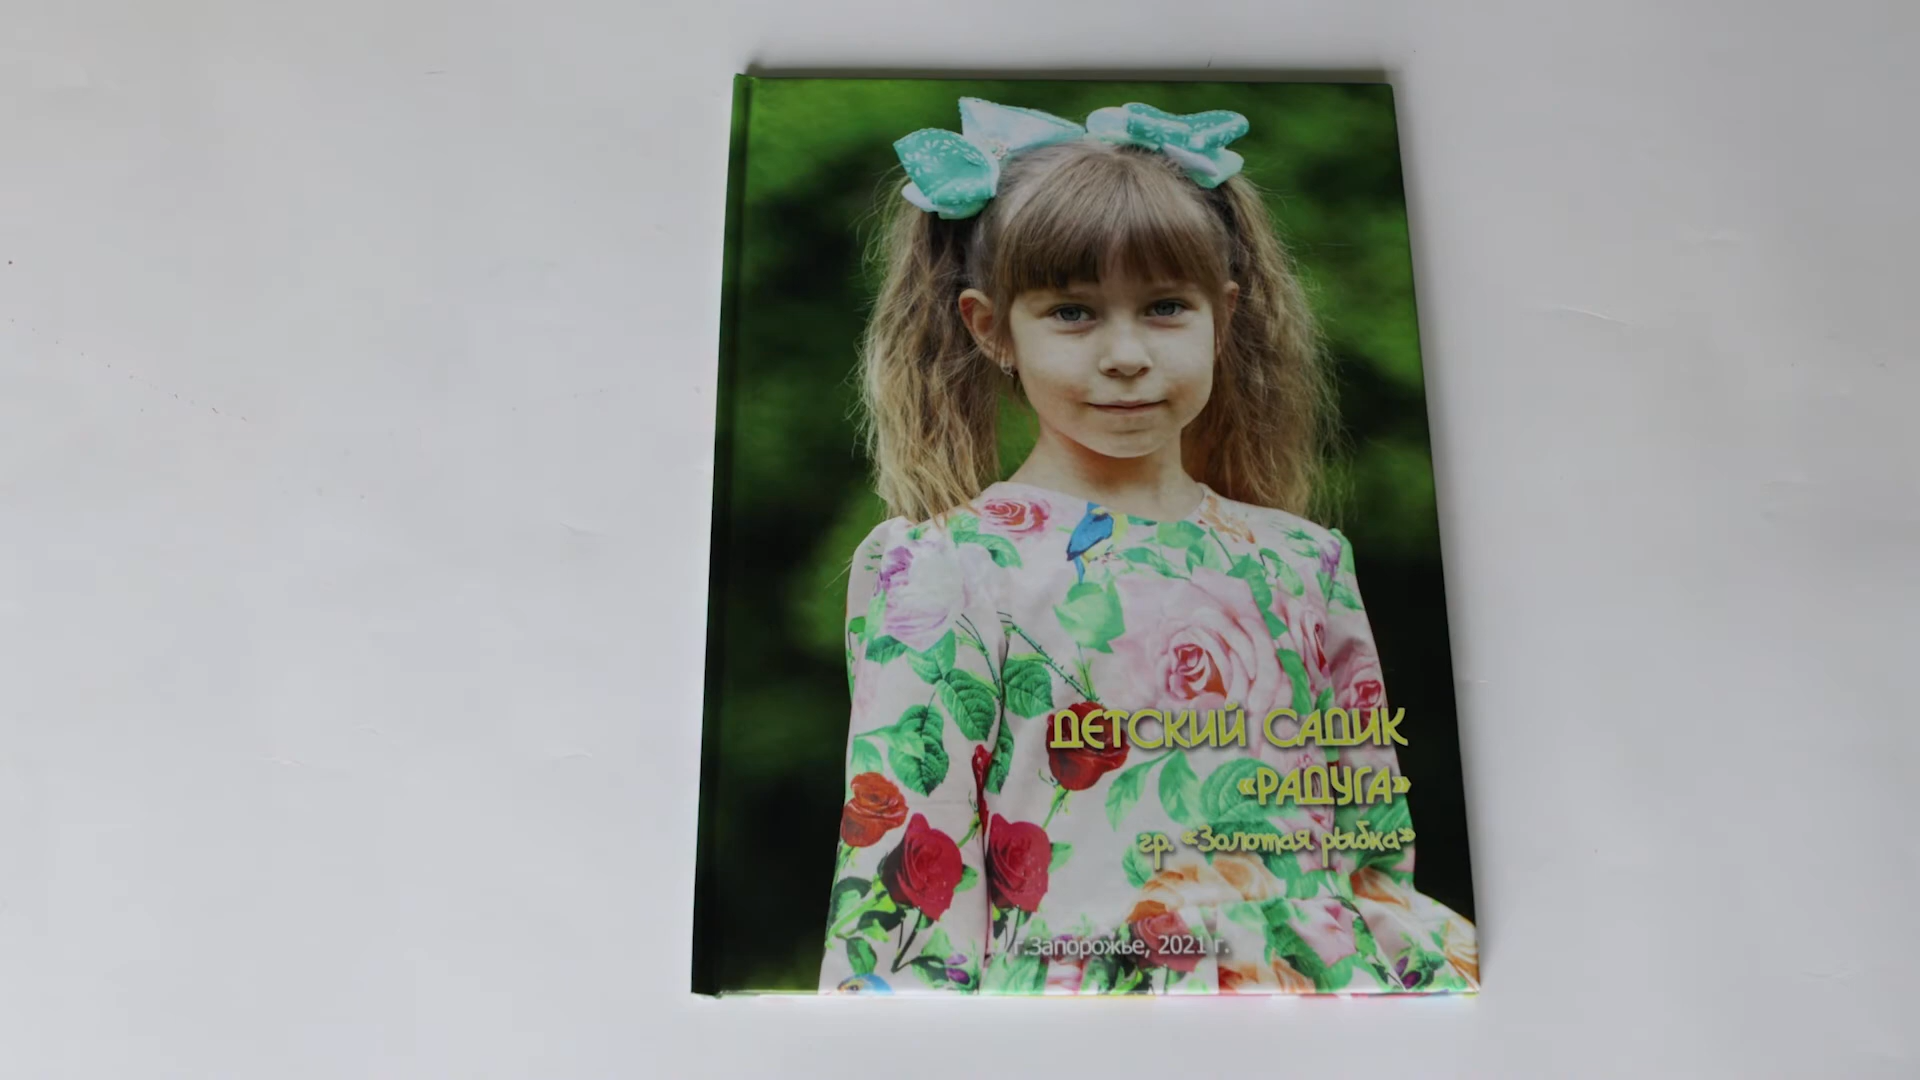 ДЕТСКИЙ САДИК
«РАДУГА»
гр. «Золотая рыбка»
г.Запорожье, 2021 г.